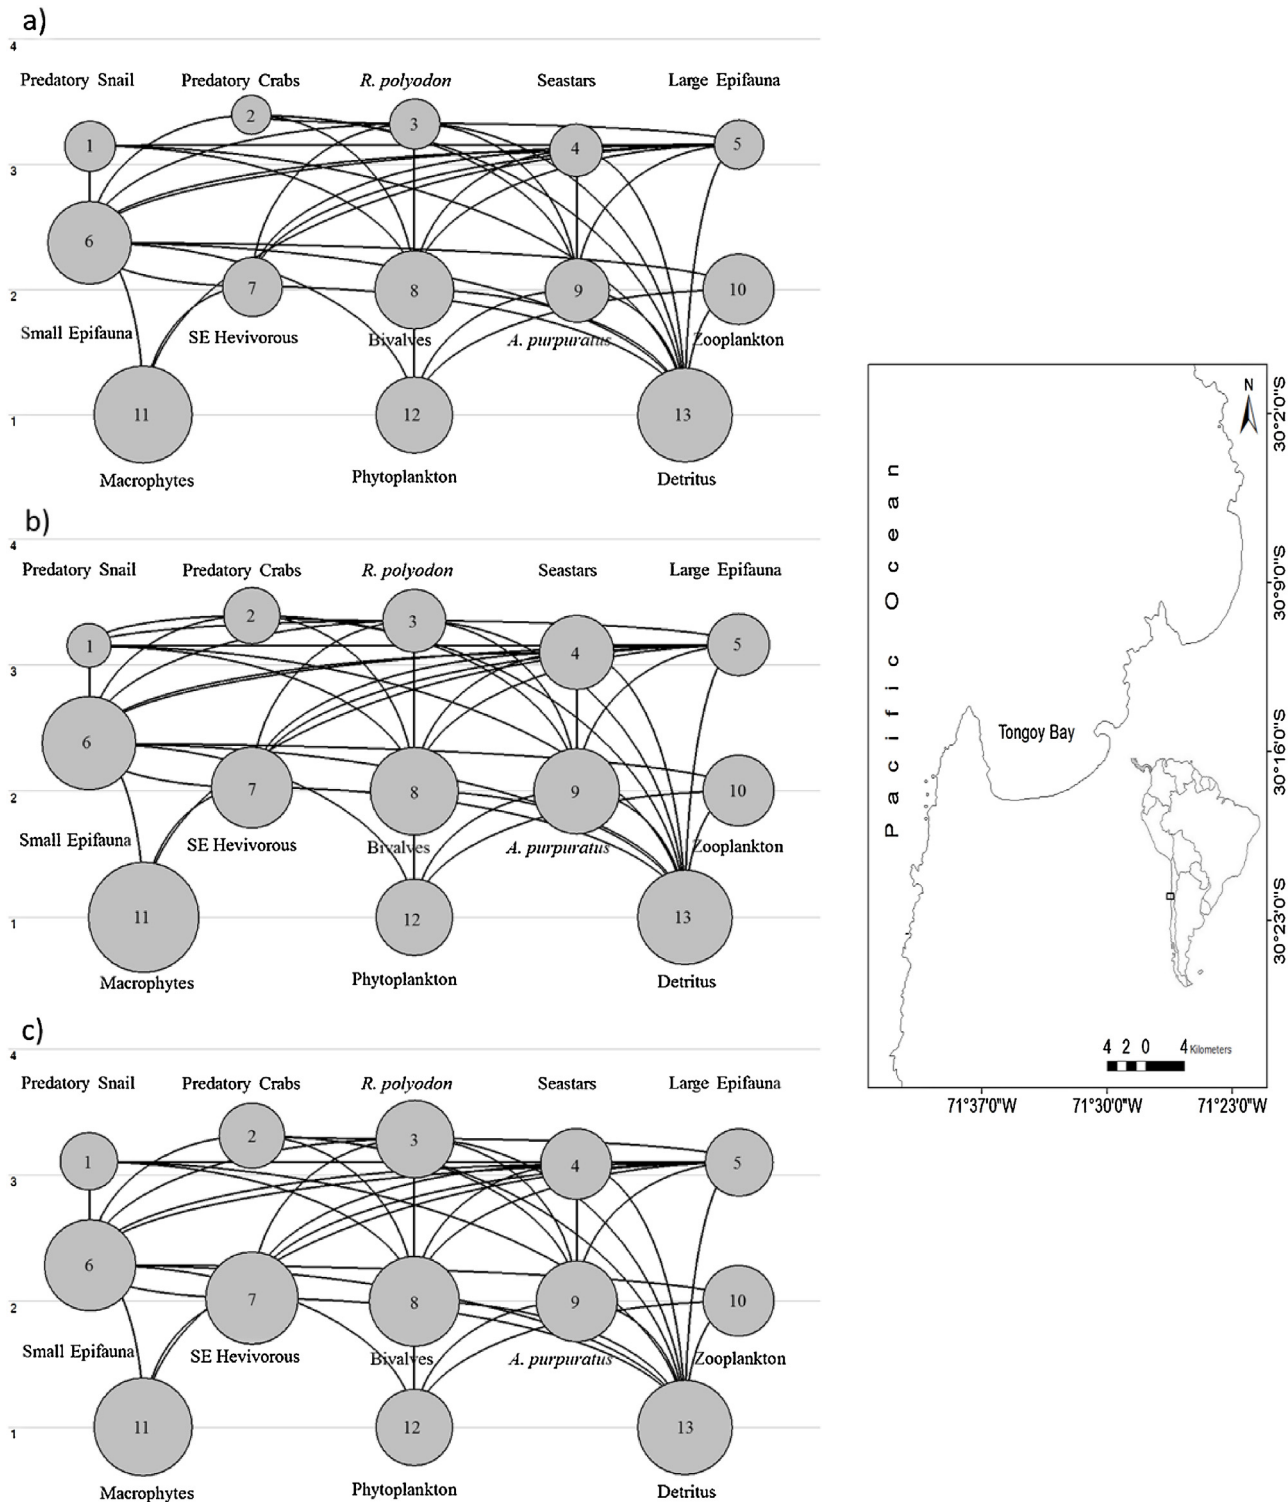 a)
4
Predatory Snail Predatory Crabs R. polyodon Seastars Large Epifauna
2
3
1
4
5
3
6
7
8
9
10
2
Small Epifauna SE Hevivorous Bivalves A. purpuratus Zooplankton
11
12
13
1
Macrophytes Phytoplankton Detritus
b)
4
Predatory Snail Predatory Crabs R. polyodon Seastars Large Epifauna
2
3
1
4
5
3
6
7
8
9
10
2
Small Epifauna SE Hevivorous Bivalves A. purpuratus Zooplankton
11
12
13
1
Macrophytes Phytoplankton Detritus
c)
4
Predatory Snail Predatory Crabs R. polyodon Seastars Large Epifauna
2
3
1
4
5
3
6
7
8
9
10
2
Small Epifauna SE Hevivorous Bivalves A. purpuratus Zooplankton
11
12
13
1
Macrophytes Phytoplankton Detritus
N
Pacific Ocean
Tongoy Bay
30°2'0"S
30°9'0"S
30°16'0"S
30°23'0"S
4 2 0 4 Kilometers
71°37'0"W 71°30'0"W 71°23'0"W